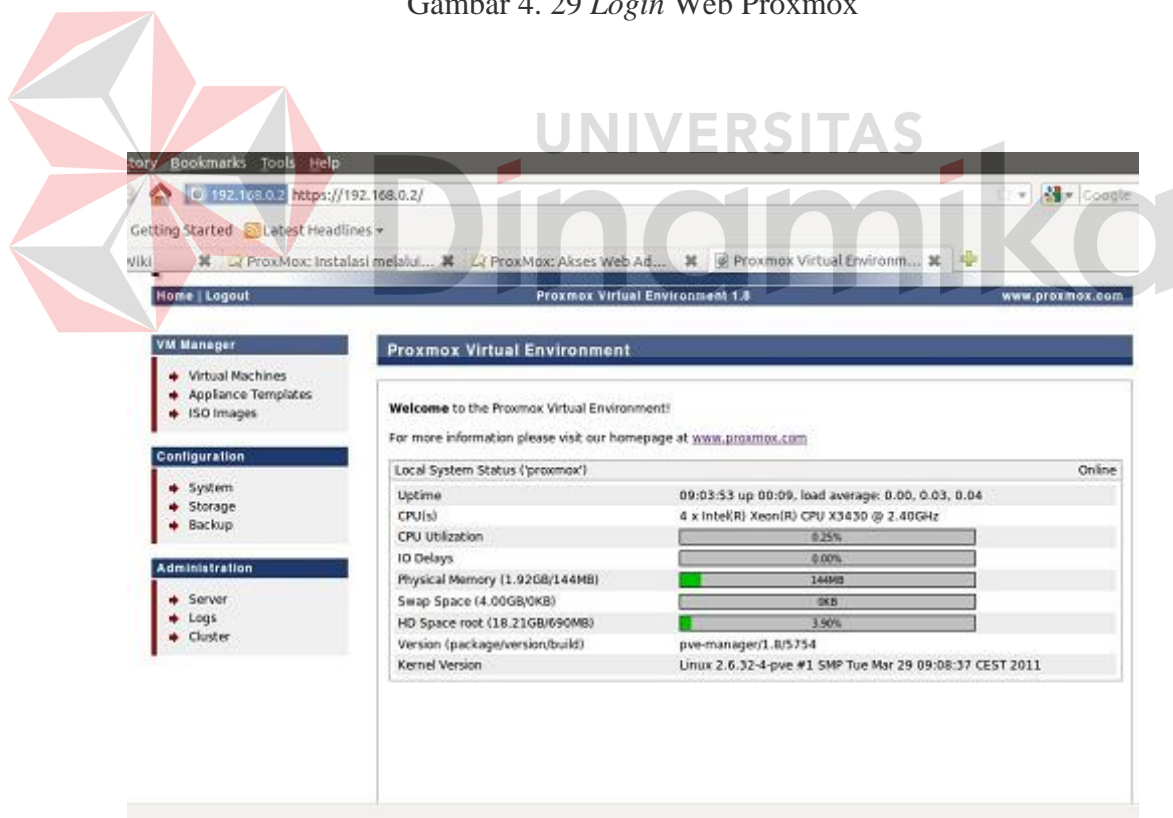 Gambar 4. 29 Login Web Proxmox
UNIVERSITAS
Dinamika
tory Bookmarks Tools Help
192.168.0.2 https://192.168.0.2/
Google
Getting Started Latest Headlines
Wiki ProxMox: Instalasi melalui... ProxMox: Akses Web Ad... Proxmox Virtual Environm...
Home | Logout Proxmox Virtual Environment 1.8 www.proxmox.com
VM Manager
Virtual Machines
Appliance Templates
ISO Images
Configuration
System
Storage
Backup
Administration
Server
Logs
Cluster
Proxmox Virtual Environment
Welcome to the Proxmox Virtual Environment!
For more information please visit our homepage at www.proxmox.com
Local System Status ('proxmox') Online
Uptime 09:03:53 up 00:09, load average: 0.00, 0.03, 0.04
CPU(s) 4 x Intel(R) Xeon(R) CPU X3430 @ 2.40GHz
CPU Utilization 0.25%
IO Delays 0.00%
Physical Memory (1.92GB/144MB) 144MB
Swap Space (4.00GB/0KB) 0KB
HD Space root (18.21GB/690MB) 3.90%
Version (package/version/build) pve-manager/1.8/5754
Kernel Version Linux 2.6.32-4-pve #1 SMP Tue Mar 29 09:08:37 CEST 2011